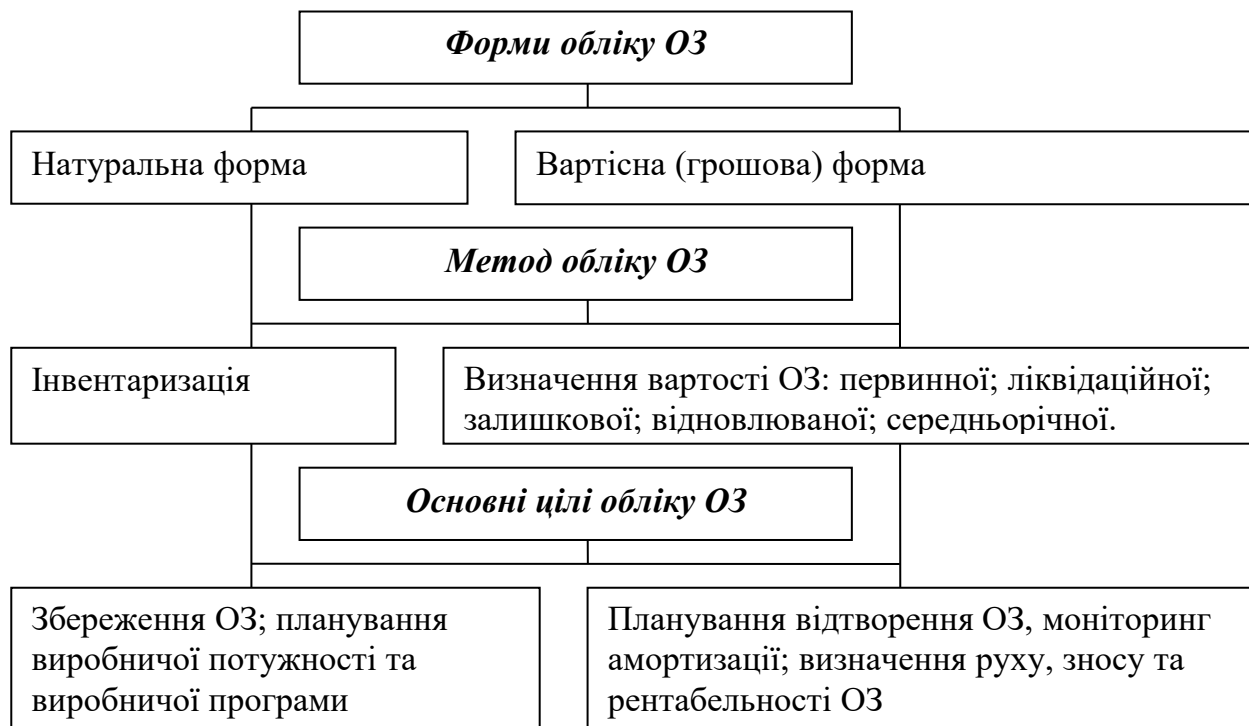 Форми обліку ОЗ
Натуральна форма
Вартісна (грошова) форма
Метод обліку ОЗ
Інвентаризація
Визначення вартості ОЗ: первинної; ліквідаційної;
залишкової; відновлюваної; середньорічної.
Основні цілі обліку ОЗ
Збереження ОЗ; планування
виробничої потужності та
виробничої програми
Планування відтворення ОЗ, моніторинг
амортизації; визначення руху, зносу та
рентабельності ОЗ